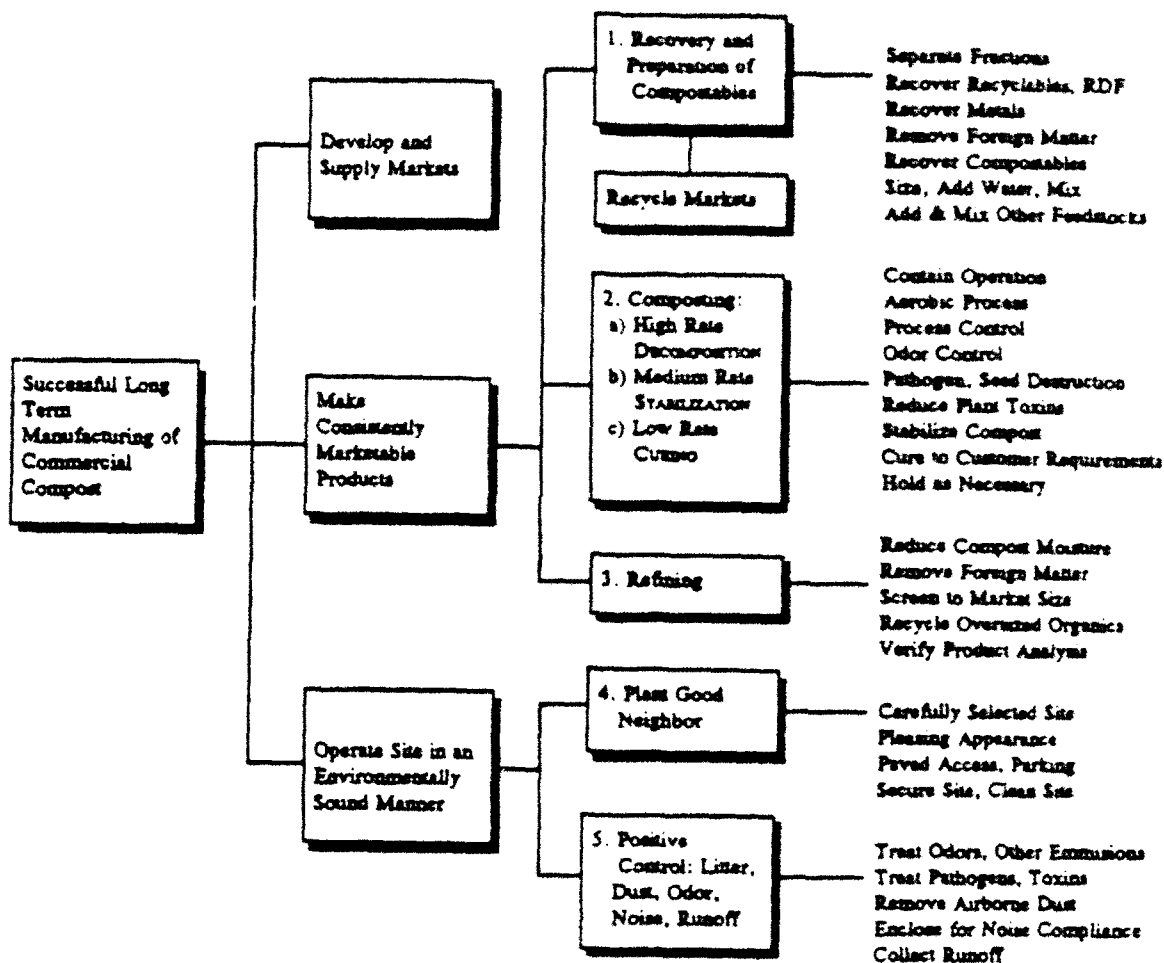 Successful Long
Term
Manufacturing of
Commercial
Compost
Develop and
Supply Markets
Make
Consistently
Marketable
Products
Operate Site in an
Environmentally
Sound Manner
1. Recovery and
Preparation of
Compostables
Recycle Markets
2. Composting:
a) High Rate
DECOMPOSITION
b) Medium Rate
STABILIZATION
c) Low Rate
CURING
3. Refining
4. Plant Good
Neighbor
5. Positive
Control: Litter,
Dust, Odor,
Noise, Runoff
Separate Fractions
Recover Recyclables, RDF
Recover Metals
Remove Foreign Matter
Recover Compostables
Size, Add Water, Mix
Add & Mix Other Feedstocks
Contain Operation
Aerobic Process
Process Control
Odor Control
Pathogen, Seed Destruction
Reduce Plant Toxins
Stabilize Compost
Cure to Customer Requirements
Hold as Necessary
Reduce Compost Moisture
Remove Foreign Matter
Screen to Market Size
Recycle Oversized Organics
Verify Product Analysis
Carefully Selected Site
Pleasing Appearance
Paved Access, Parking
Secure Site, Clean Site
Treat Odors, Other Emmusions
Treat Pathogens, Toxins
Remove Airborne Dust
Enclose for Noise Compliance
Collect Runoff